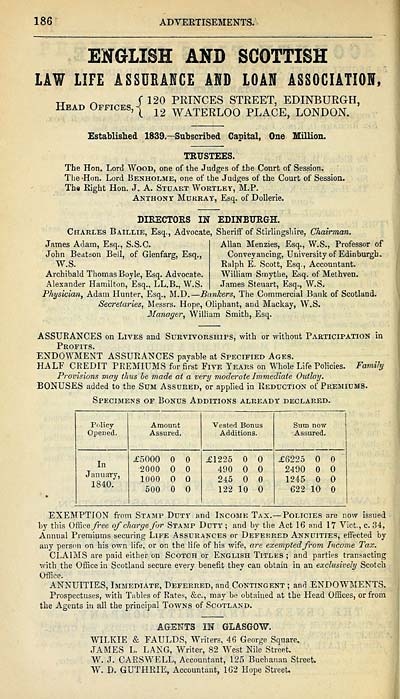 186 ADVERTISEMENTS.
ENGLISH AND SCOTTISH
LAW LIFE ASSURANCE AND LOAN ASSOCIATION,
HEAD OFFICES, { 120 PRINCES STREET, EDINBURGH,
12 WATERLOO PLACE, LONDON.
Established 1839.—Subscribed Capital, One Million.
TRUSTEES.
The Hon. Lord WOOD, one of the Judges of the Court of Session.
The Hon. Lord BENHOLME, one of the Judges of the Court of Session.
The Right Hon. J. A. STUART WORTLEY, M.P.
ANTHONY MURRAY, Esq. of Dollerie.
DIRECTORS IN EDINBURGH.
CHARLES BAILLIE, Esq., Advocate, Sheriff of Stirlingshire, Chairman.
James Adam, Esq., S.S.C.
John Beatson Bell, of Glenfarg, Esq.,
W.S.
Archibald Thomas Boyle, Esq. Advocate.
Alexander Hamilton, Esq., LL.B., W.S.
Allan Menzies, Esq., W.S., Professor of
Conveyancing, University of Edinburgh.
Ralph E. Scott, Esq., Accountant.
William Smythe, Esq. of Methven.
James Steuart, Esq., W.S.
Physician, Adam Hunter, Esq., M.D.—Bankers, The Commercial Bank of Scotland.
Secretaries, Messrs. Hope, Oliphant, and Mackay, W.S.
Manager, William Smith, Esq.
ASSURANCES on LIVES and SURVIVORSHIPS, with or without PARTICIPATION in
PROFITS.
ENDOWMENT ASSURANCES payable at SPECIFIED AGES.
HALF CREDIT PREMIUMS for first FIVE YEARS on Whole Life Policies. Family
Provisions may thus be made at a very moderate Immediate Outlay.
BONUSES added to the SUM ASSURED, or applied in REDUCTION of PREMIUMS.
SPECIMENS OF BONUS ADDITIONS ALREADY DECLARED.
Policy Opened. Amount Assured. Vested Bonus Additions. Sum now Assured.
In January, 1840.
£5000 0 0 £1225 0 0 £6225 0 0
2000 0 0 490 0 0 2490 0 0
1000 0 0 245 0 0 1245 0 0
500 0 0 122 10 0 622 10 0
EXEMPTION from STAMP DUTY and INCOME TAX.—POLICIES are now issued
by this Office free of charge for STAMP DUTY; and by the Act 16 and 17 Vict., c. 34,
Annual Premiums securing LIFE ASSURANCES or DEFERRED ANNUITIES, effected by
any person on his own life, or on the life of his wife, are exempted from Income Tax.
CLAIMS are paid either on SCOTCH or ENGLISH TITLES; and parties transacting
with the Office in Scotland secure every benefit they can obtain in an exclusively Scotch
Office.
ANNUITIES, IMMEDIATE, DEFERRED, and CONTINGENT; and ENDOWMENTS.
Prospectuses, with Tables of Rates, &c., may be obtained at the Head Offices, or from
the Agents in all the principal TOWNS of SCOTLAND.
AGENTS IN GLASGOW.
WILKIE & FAULDS, Writers, 46 George Square.
JAMES L. LANG, Writer, 82 West Nile Street.
W. J. CARSWELL, Accountant, 125 Buchanan Street.
W. D. GUTHRIE, Accountant, 162 Hope Street.